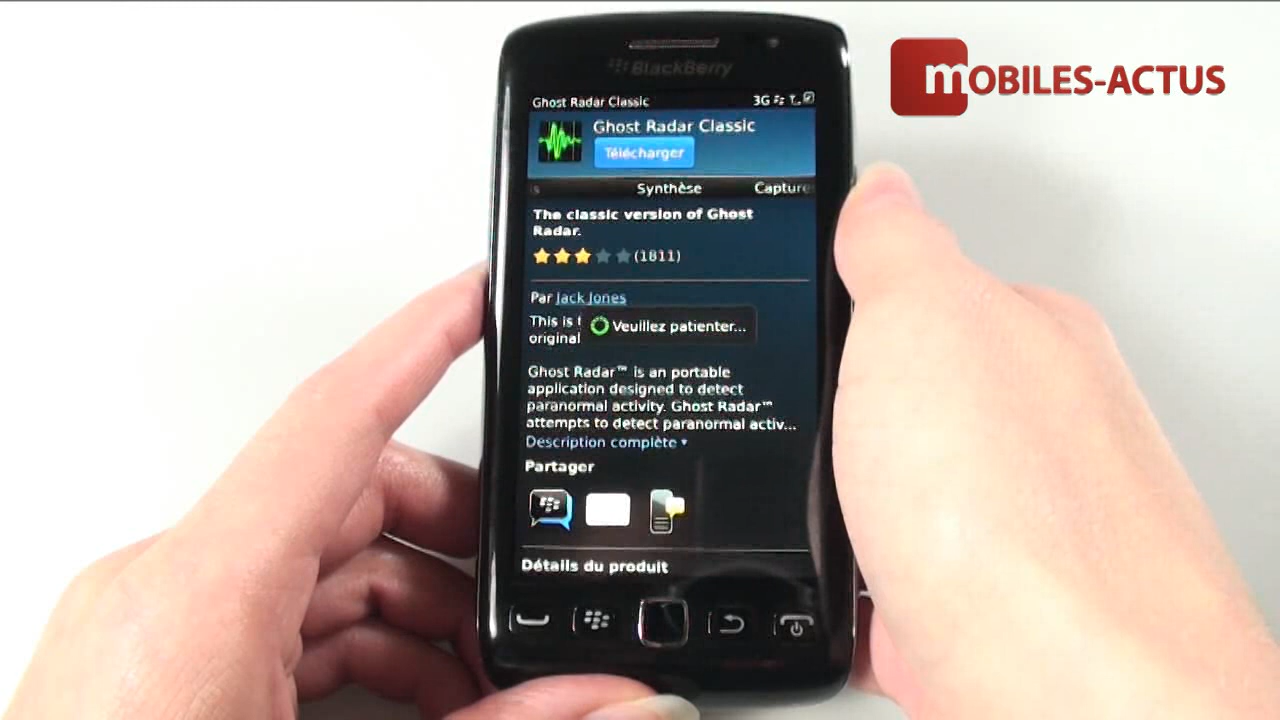 mOBILES-ACTUS
BlackBerry
Ghost Radar Classic
3G
Ghost Radar Classic
Télécharger
s Synthèse Capture
The classic version of Ghost
Radar.
(1811)
Par Jack Jones
This is t
Veuillez patienter...
original
Ghost Radar™ is an portable
application designed to detect
paranormal activity. Ghost Radar™
attempts to detect paranormal activ...
Description complète
Partager
Détails du produit